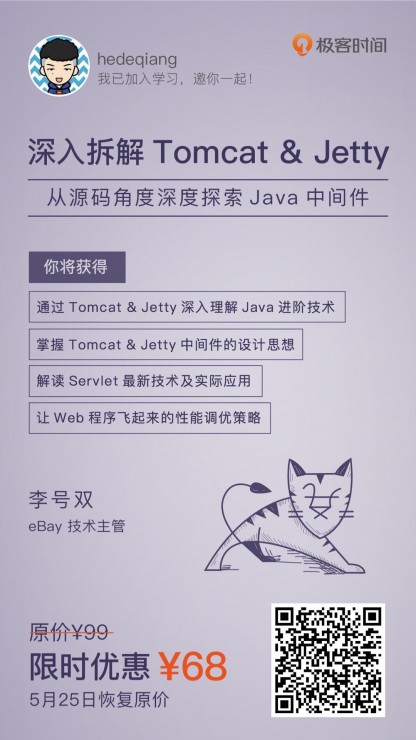 hedeqiang
我已加入学习，邀你一起！
极客时间
深入拆解 Tomcat & Jetty
从源码角度深度探索 Java 中间件
你将获得
通过 Tomcat & Jetty 深入理解 Java 进阶技术
掌握 Tomcat & Jetty 中间件的设计思想
解读 Servlet 最新技术及实际应用
让 Web 程序飞起来的性能调优策略
李号双
eBay 技术主管
原价¥99
限时优惠 ¥68
5月25日恢复原价